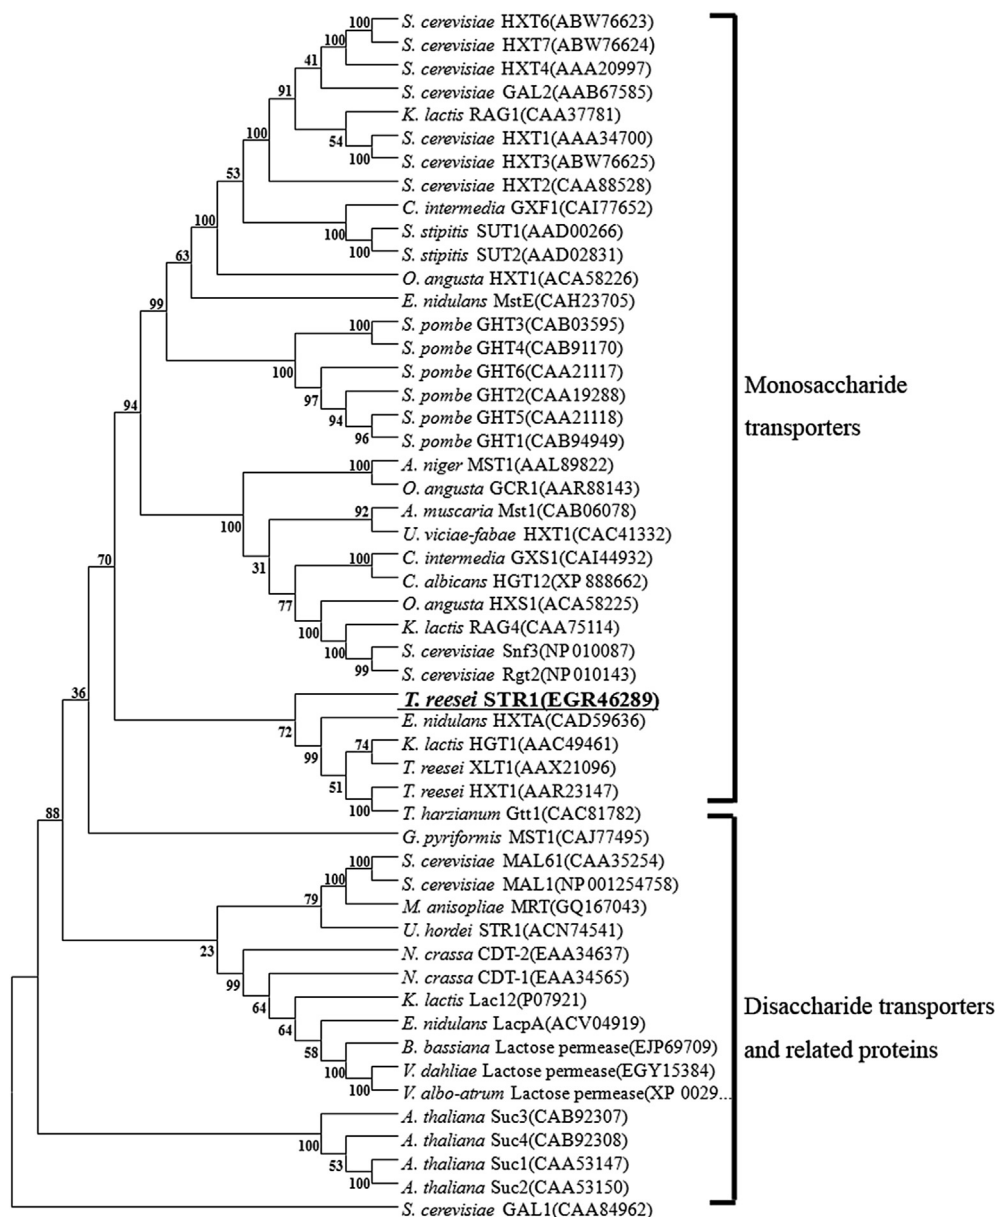 S. cerevisiae HXT6(ABW76623)
S. cerevisiae HXT7(ABW76624)
S. cerevisiae HXT4(AAA20997)
S. cerevisiae GAL2(AAB67585)
K. lactis RAG1(CAA37781)
S. cerevisiae HXT1(AAA34700)
S. cerevisiae HXT3(ABW76625)
S. cerevisiae HXT2(CAA88528)
C. intermedia GXF1(CAI77652)
S. stipitis SUT1(AAD00266)
S. stipitis SUT2(AAD02831)
O. angusta HXT1(ACA58226)
E. nidulans MstE(CAH23705)
S. pombe GHT3(CAB03595)
S. pombe GHT4(CAB91170)
S. pombe GHT6(CAA21117)
S. pombe GHT2(CAA19288)
S. pombe GHT5(CAA21118)
S. pombe GHT1(CAB94949)
A. niger MST1(AAL89822)
O. angusta GCR1(AAR88143)
A. muscaria Mst1(CAB06078)
U. viciae-fabae HXT1(CAC41332)
C. intermedia GXS1(CAI44932)
C. albicans HGT12(XP 888662)
O. angusta HXS1(ACA58225)
K. lactis RAG4(CAA75114)
S. cerevisiae Snf3(NP 010087)
S. cerevisiae Rgt2(NP 010143)
T. reesei STR1(EGR46289)
E. nidulans HXTA(CAD59636)
K. lactis HGT1(AAC49461)
T. reesei XLT1(AAX21096)
T. reesei HXT1(AAR23147)
T. harzianum Gtt1(CAC81782)
G. pyriformis MST1(CAJ77495)
S. cerevisiae MAL61(CAA35254)
S. cerevisiae MAL1(NP 001254758)
M. anisopliae MRT(GQ167043)
U. hordei STR1(ACN74541)
N. crassa CDT-2(EAA34637)
N. crassa CDT-1(EAA34565)
K. lactis Lac12(P07921)
E. nidulans LacpA(ACV04919)
B. bassiana Lactose permease(EJP69709)
V. dahliae Lactose permease(EGY15384)
V. albo-atrum Lactose permease(XP 0029...
A. thaliana Suc3(CAB92307)
A. thaliana Suc4(CAB92308)
A. thaliana Suc1(CAA53147)
A. thaliana Suc2(CAA53150)
S. cerevisiae GAL1(CAA84962)
Monosaccharide
transporters
Disaccharide transporters
and related proteins
100
100
41
91
54
100
100
53
100
100
100
63
99
100
100
97
94
96
94
100
100
92
31
100
77
100
100
99
70
72
99
74
51
100
36
88
100
100
79
23
99
64
64
58
100
100
100
53
100